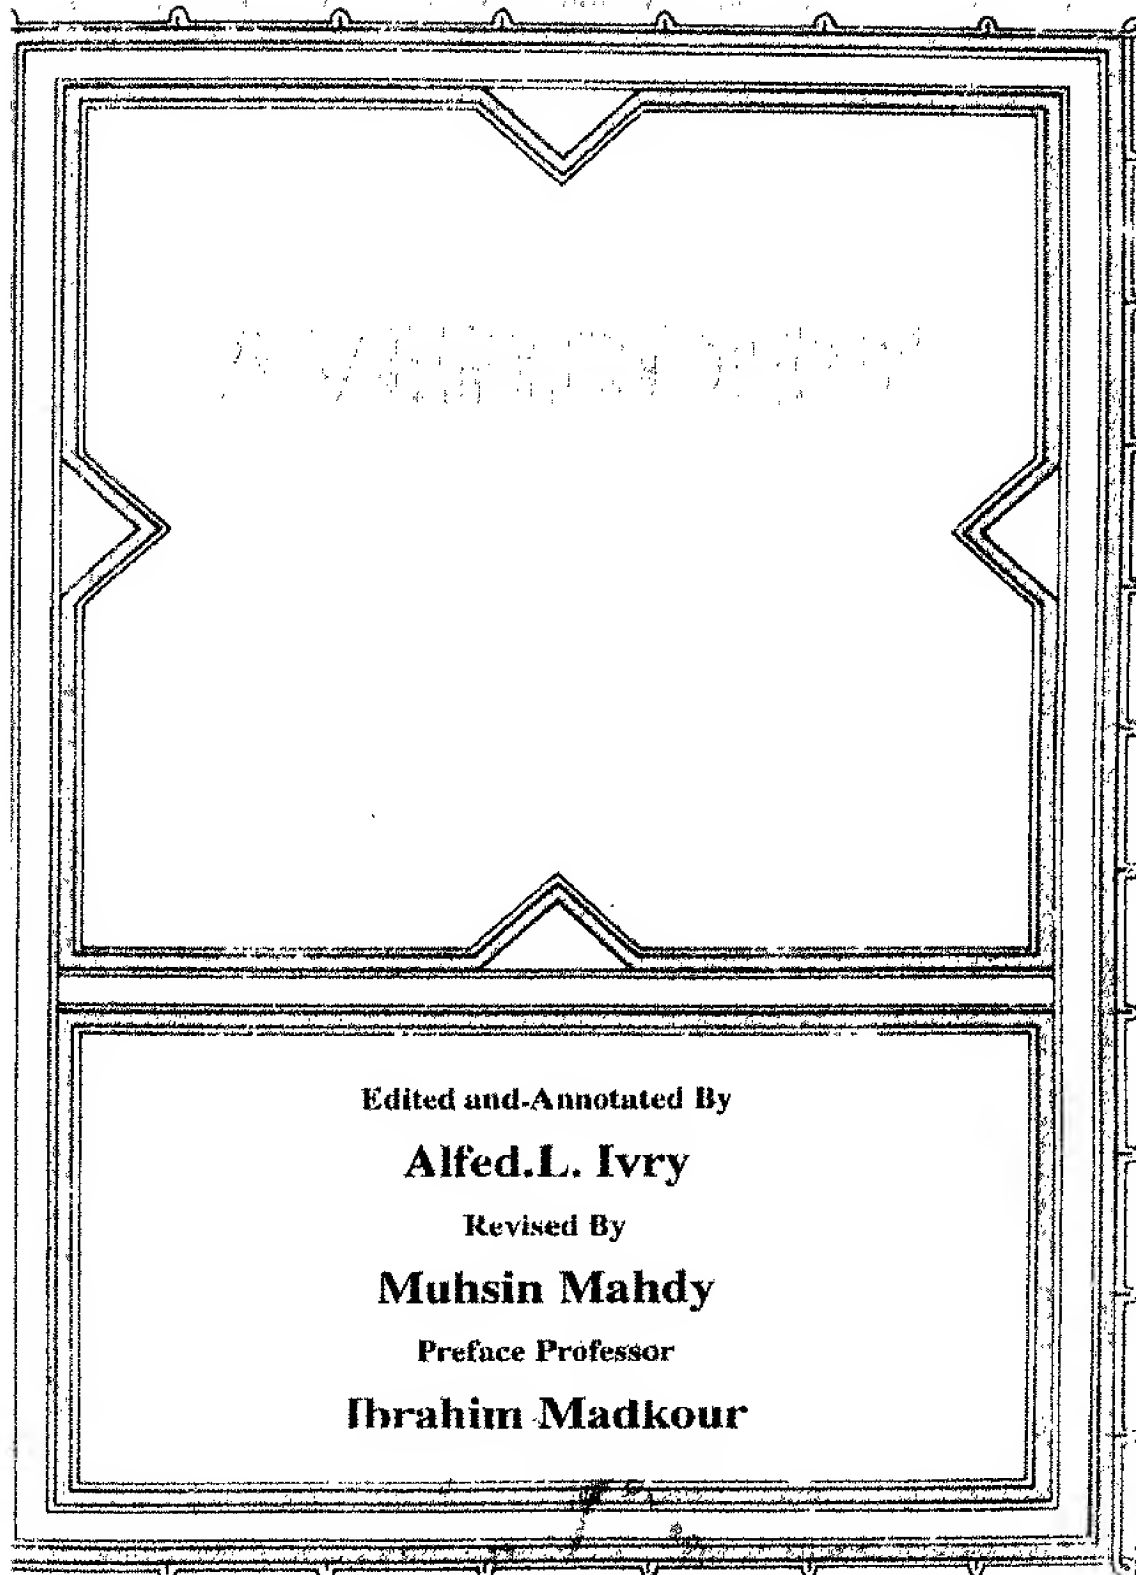 Edited and-Annotated By
Alfed.L. Ivry
Revised By
Muhsin Mahdy
Preface Professor
Ibrahim Madkour